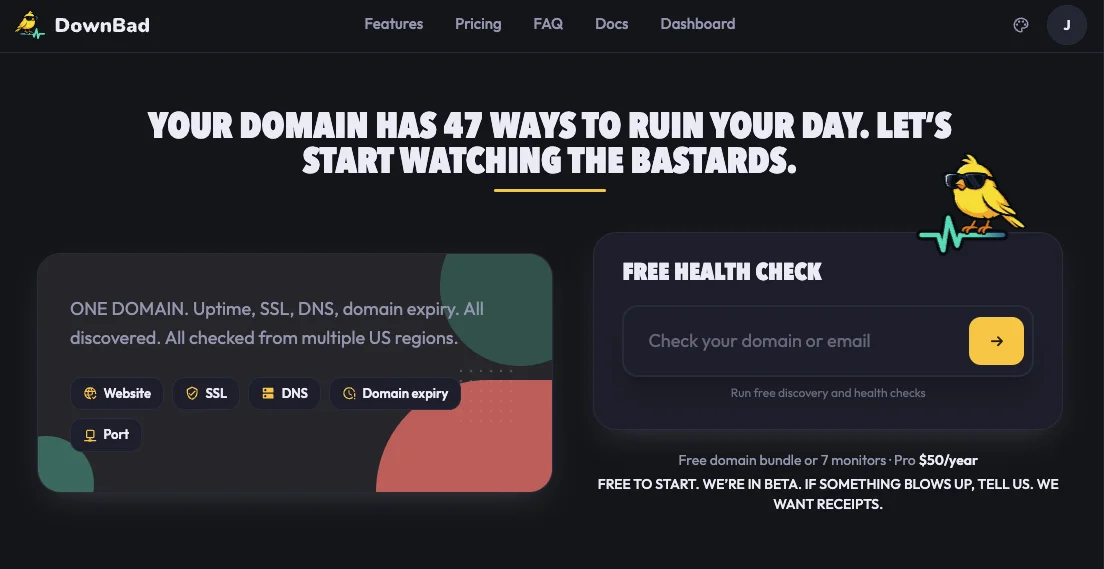 DownBad
Features
Pricing
FAQ
Docs
Dashboard
J
YOUR DOMAIN HAS 47 WAYS TO RUIN YOUR DAY. LET'S
START WATCHING THE BASTARDS.
ONE DOMAIN. Uptime, SSL, DNS, domain expiry. All
discovered. All checked from multiple US regions.
Website
SSL
DNS
Domain expiry
Port
FREE HEALTH CHECK
Check your domain or email
Run free discovery and health checks
Free domain bundle or 7 monitors · Pro $50/year
FREE TO START. WE'RE IN BETA. IF SOMETHING BLOWS UP, TELL US. WE
WANT RECEIPTS.